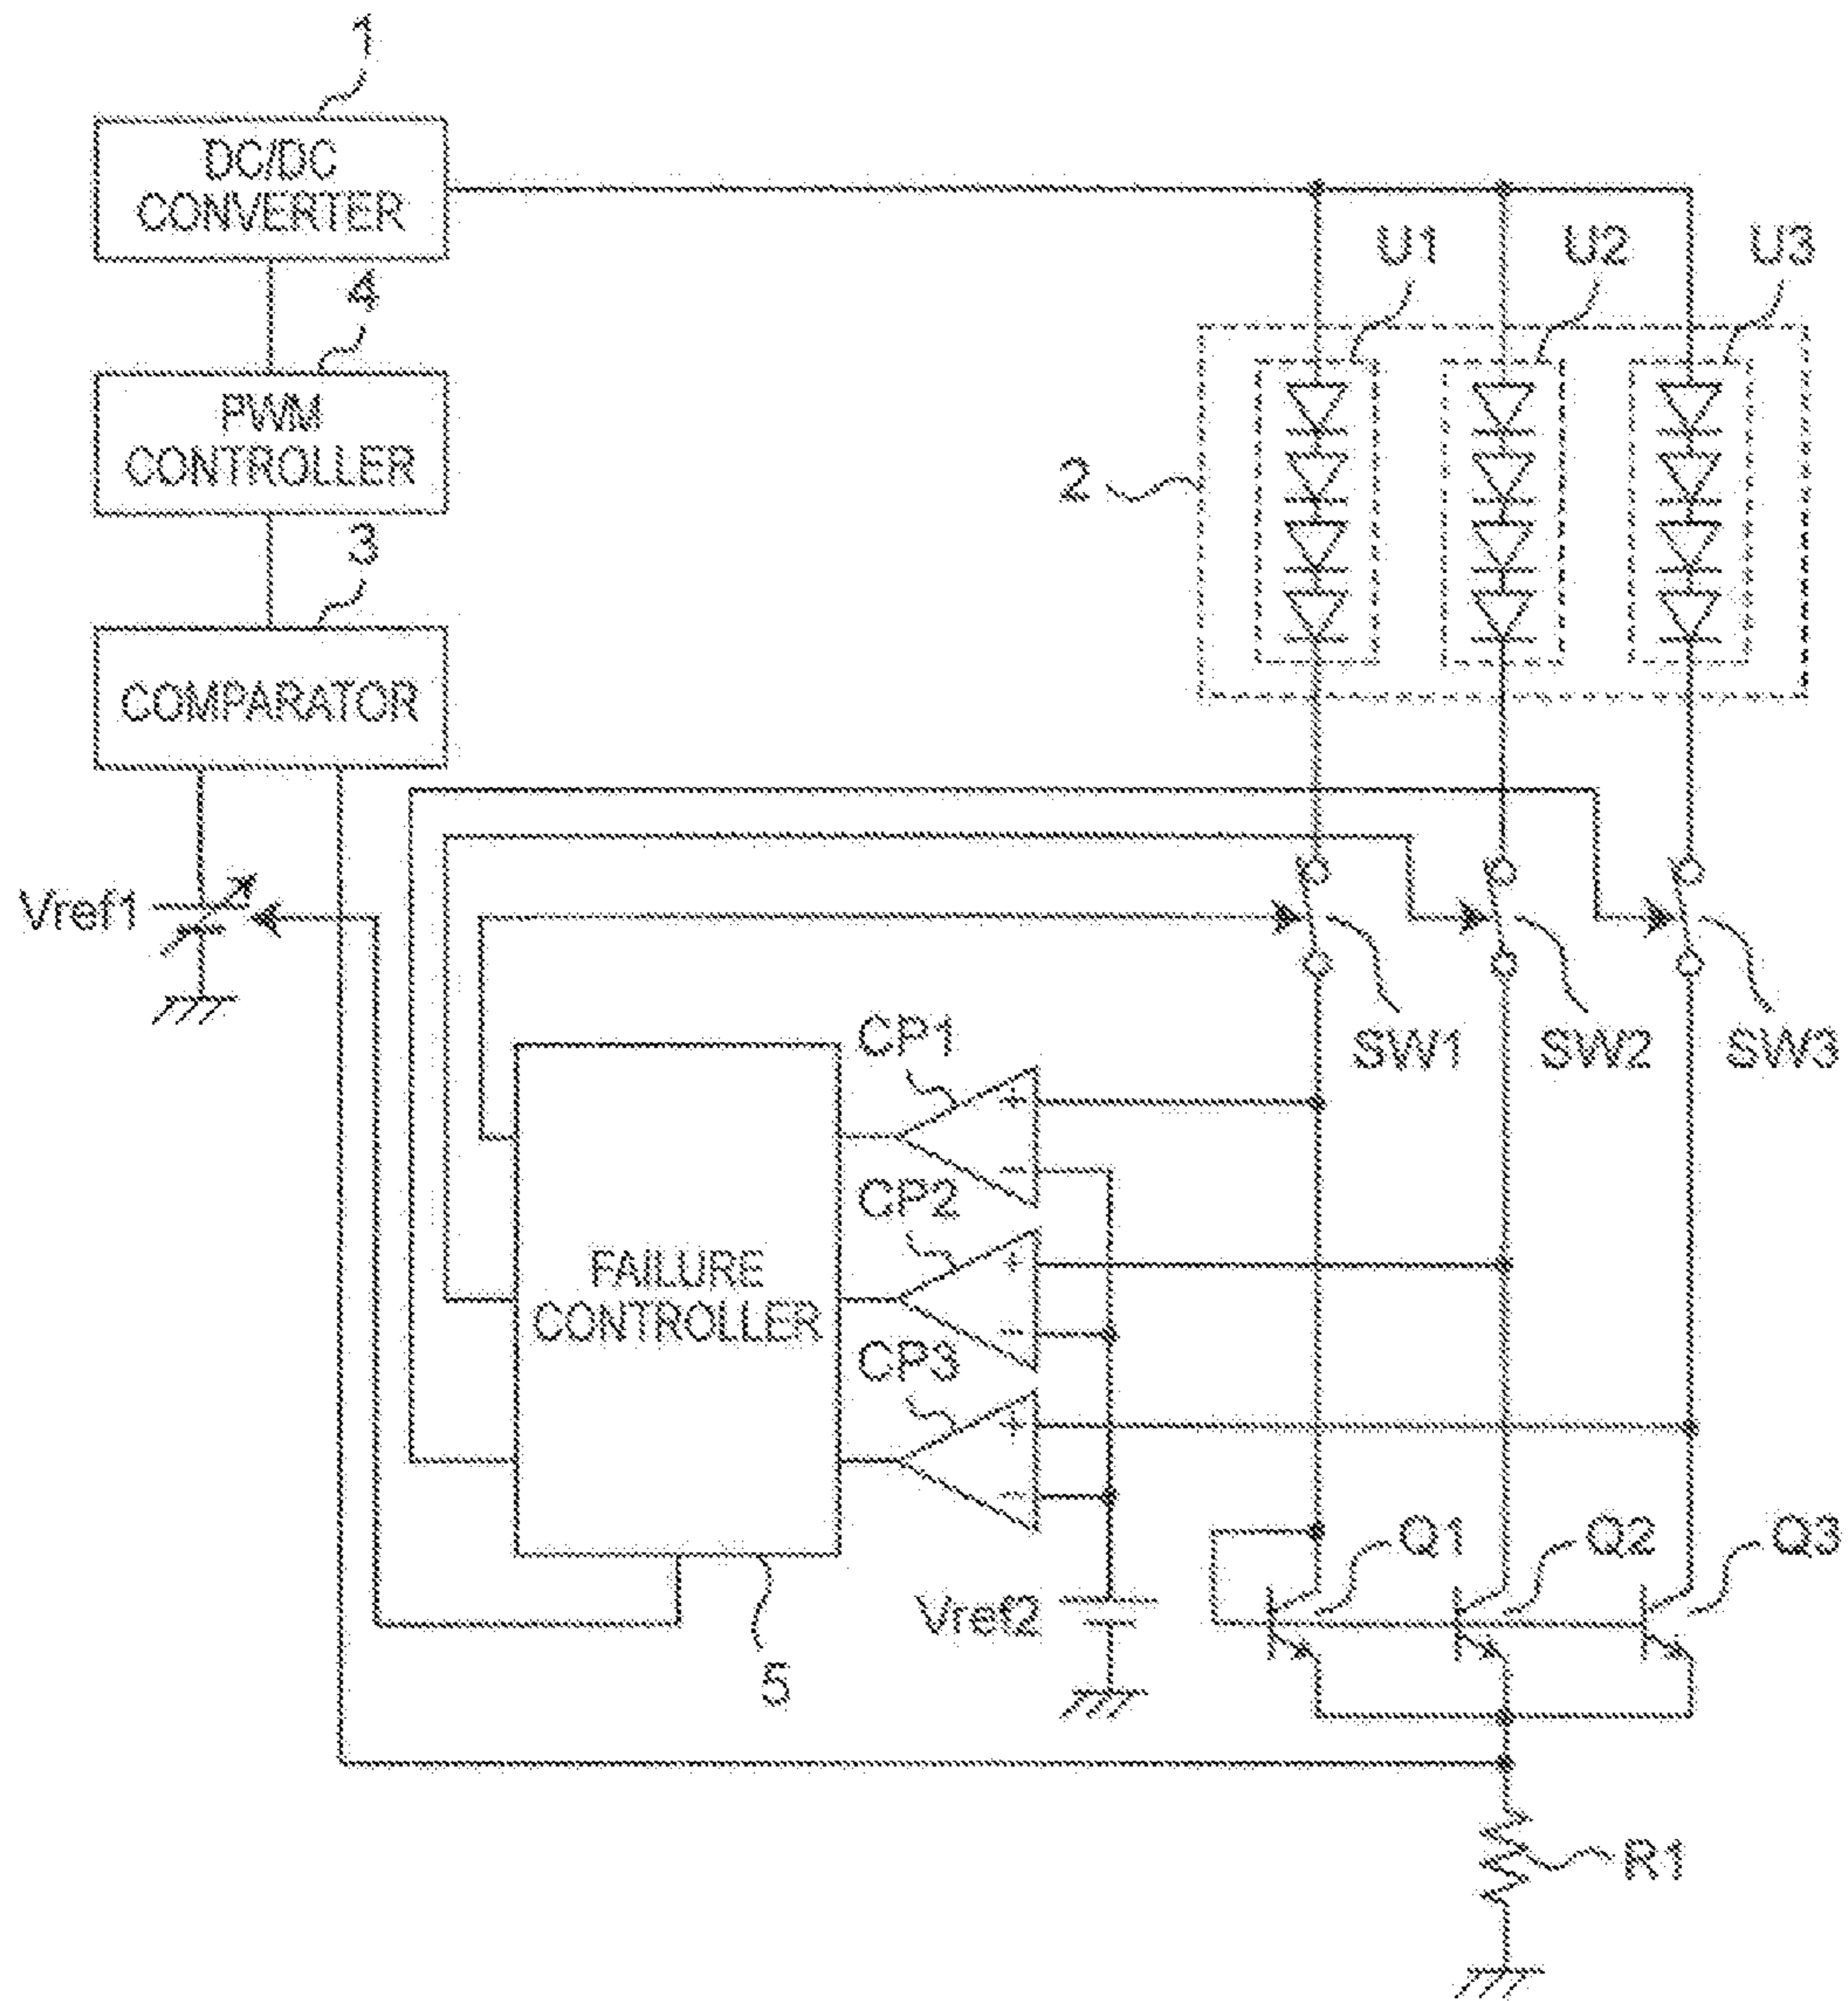 1
DC/DC
CONVERTER
U1
U2
U3
4
PWM
CONTROLLER
2
3
COMPARATOR
Vref1
SW1
SW2
SW3
CP1
+
−
CP2
+
−
FAILURE
CONTROLLER
CP3
+
−
Q1
Q2
Q3
Vref2
5
R1